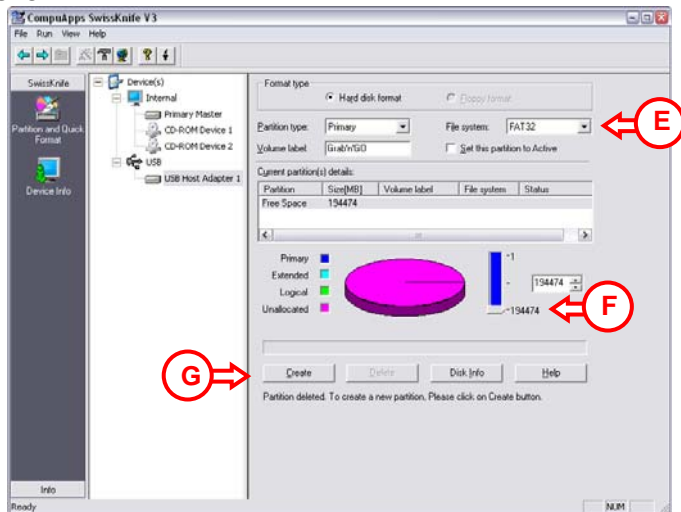 CompuApps SwissKnife V3
File Run View Help
SwissKnife
Partition and Quick Format
Device Info
Info
Device(s)
Internal
Primary Master
CD-ROM Device 1
CD-ROM Device 2
USB
USB Host Adapter 1
Format type
Hard disk format
Floppy format
Partition type: Primary
File system: FAT32
E
Volume label: Grab'n'GO
Set this partition to Active
Current partition(s) details:
Partition Size[MB] Volume label File system Status
Free Space 194474
Primary
Extended
Logical
Unallocated
-1
-
194474
-194474
F
G
Create Delete Disk Info Help
Partition deleted. To create a new partition, Please click on Create button.
Ready NUM